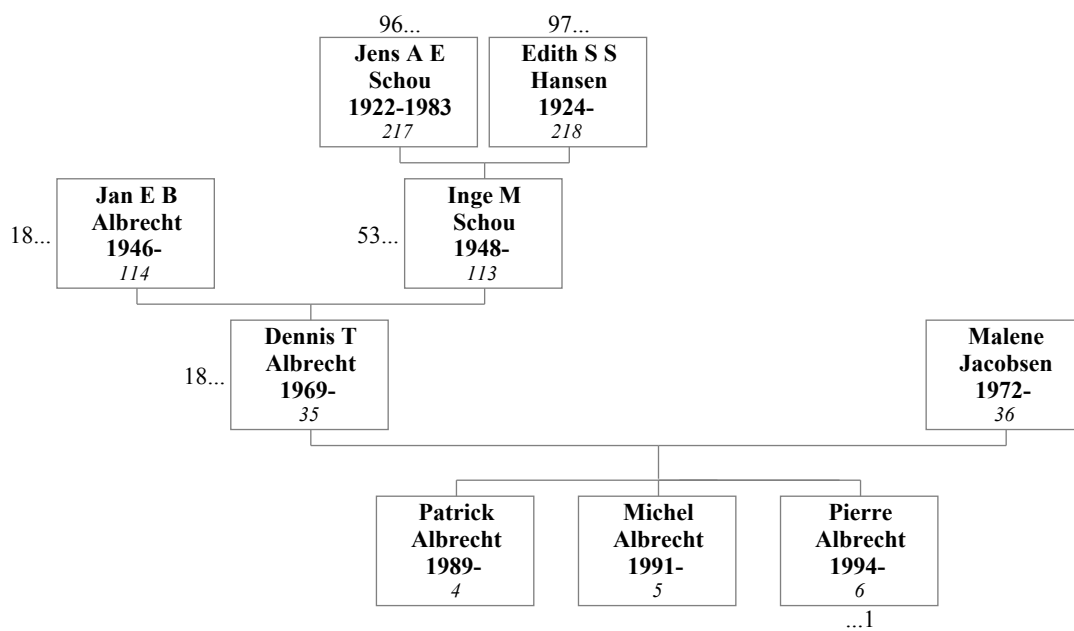 96...
97...
Jens A E
Schou
1922-1983
217
Edith S S
Hansen
1924-
218
18...
Jan E B
Albrecht
1946-
114
53...
Inge M
Schou
1948-
113
18...
Dennis T
Albrecht
1969-
35
Malene
Jacobsen
1972-
36
Patrick
Albrecht
1989-
4
Michel
Albrecht
1991-
5
Pierre
Albrecht
1994-
6
...1